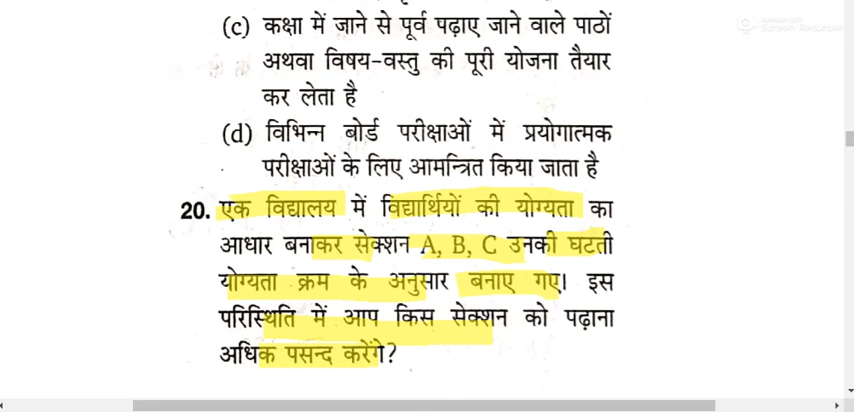 (c) कक्षा में जाने से पूर्व पढ़ाए जाने वाले पाठों
अथवा विषय-वस्तु की पूरी योजना तैयार
कर लेता है
(d) विभिन्न बोर्ड परीक्षाओं में प्रयोगात्मक
परीक्षाओं के लिए आमन्त्रित किया जाता है
20. एक विद्यालय में विद्यार्थियों की योग्यता का
आधार बनाकर सेक्शन A, B, C उनकी घटती
योग्यता क्रम के अनुसार बनाए गए। इस
परिस्थिति में आप किस सेक्शन को पढ़ाना
अधिक पसन्द करेंगे?